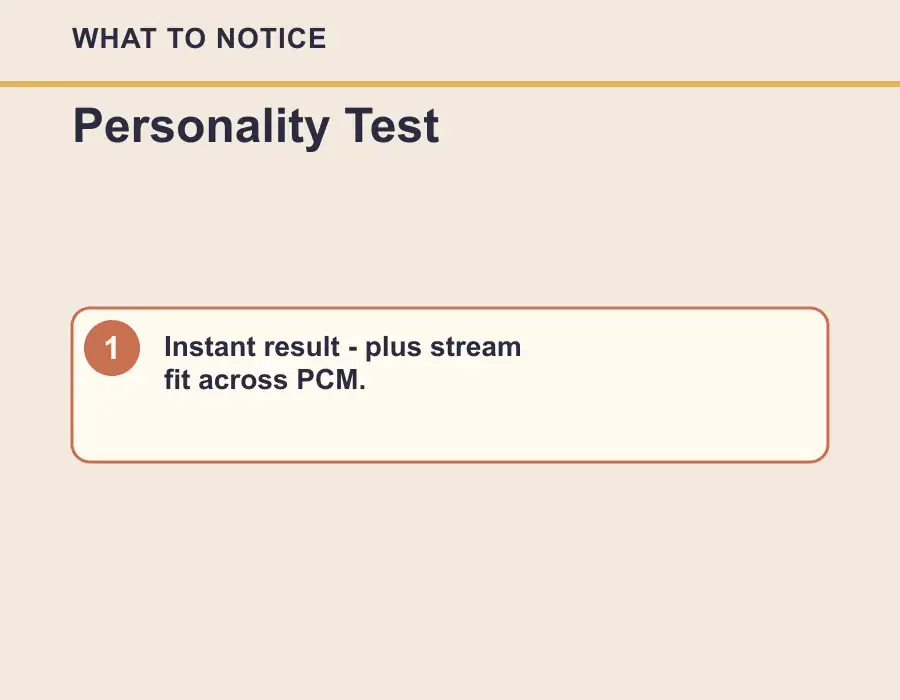 WHAT TO NOTICE
Personality Test
1
Instant result - plus stream
fit across PCM.